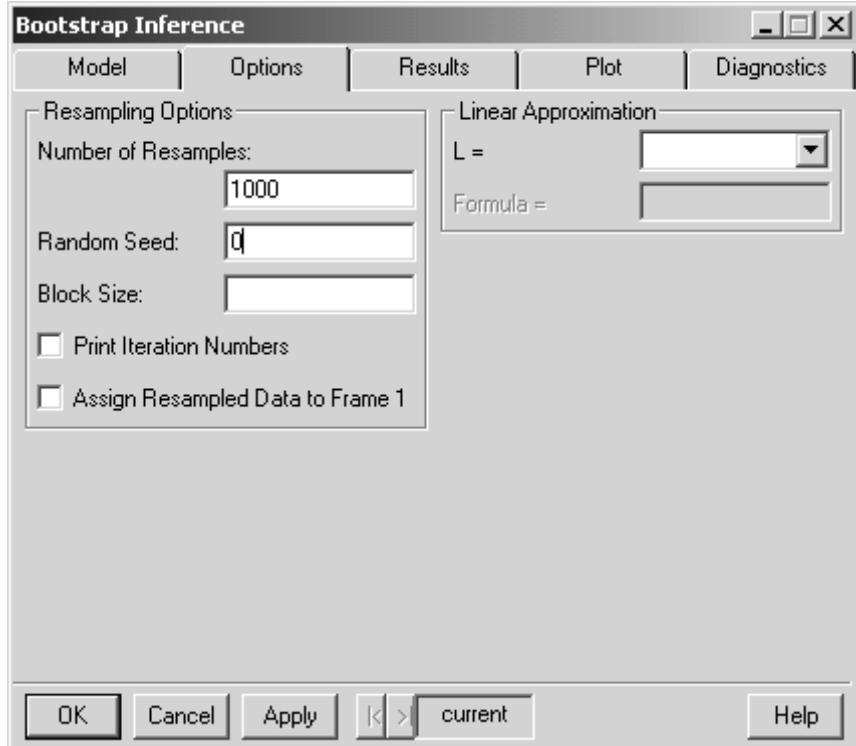 Bootstrap Inference
Model Options Results Plot Diagnostics
Resampling Options
Number of Resamples:
1000
Random Seed: 0
Block Size:
Print Iteration Numbers
Assign Resampled Data to Frame 1
Linear Approximation
L =
Formula =
OK Cancel Apply |< >| current Help